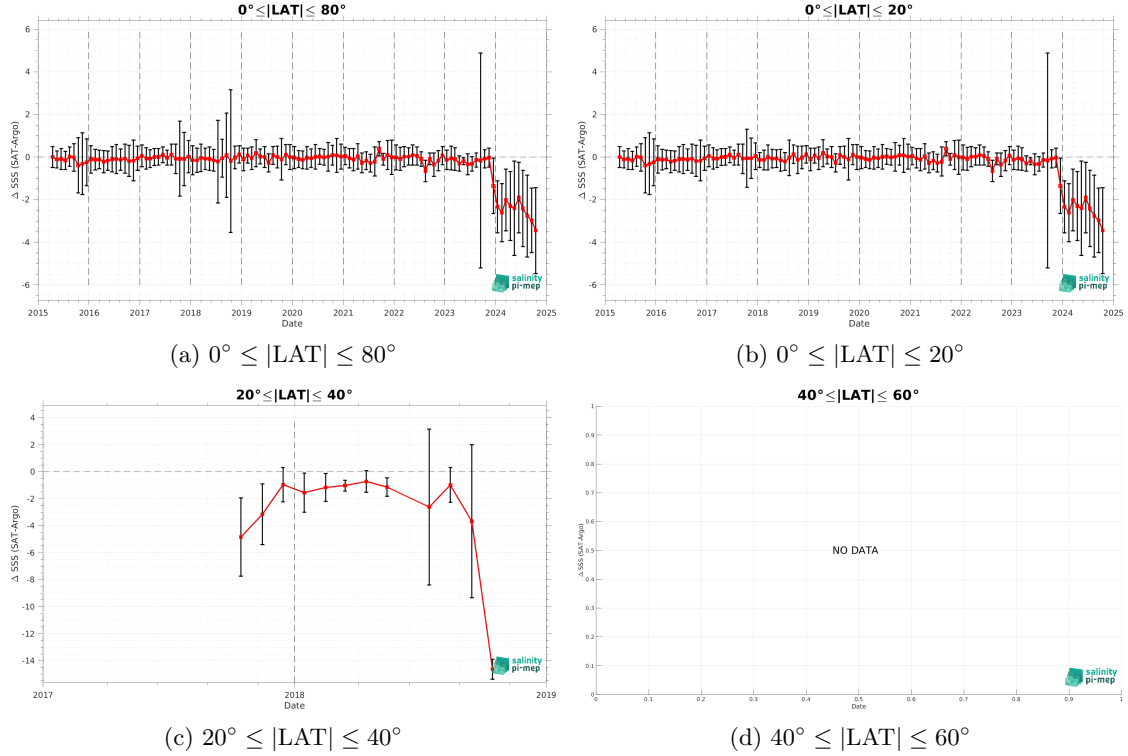 0°≤|LAT|≤ 80°
6
4
2
0
-2
-4
-6
Δ SSS (SAT-Argo)
2015 2016 2017 2018 2019 2020 2021 2022 2023 2024 2025
Date
salinity
pi-mep
(a) 0° ≤ |LAT| ≤ 80°
0°≤|LAT|≤ 20°
6
4
2
0
-2
-4
-6
Δ SSS (SAT-Argo)
2015 2016 2017 2018 2019 2020 2021 2022 2023 2024 2025
Date
salinity
pi-mep
(b) 0° ≤ |LAT| ≤ 20°
20°≤|LAT|≤ 40°
4
2
0
-2
-4
-6
-8
-10
-12
-14
Δ SSS (SAT-Argo)
2017 2018 2019
Date
salinity
pi-mep
(c) 20° ≤ |LAT| ≤ 40°
40°≤|LAT|≤ 60°
1
0.9
0.8
0.7
0.6
0.5
0.4
0.3
0.2
0.1
0
Δ SSS (SAT-Argo)
NO DATA
0 0.1 0.2 0.3 0.4 0.5 0.6 0.7 0.8 0.9 1
Date
salinity
pi-mep
(d) 40° ≤ |LAT| ≤ 60°